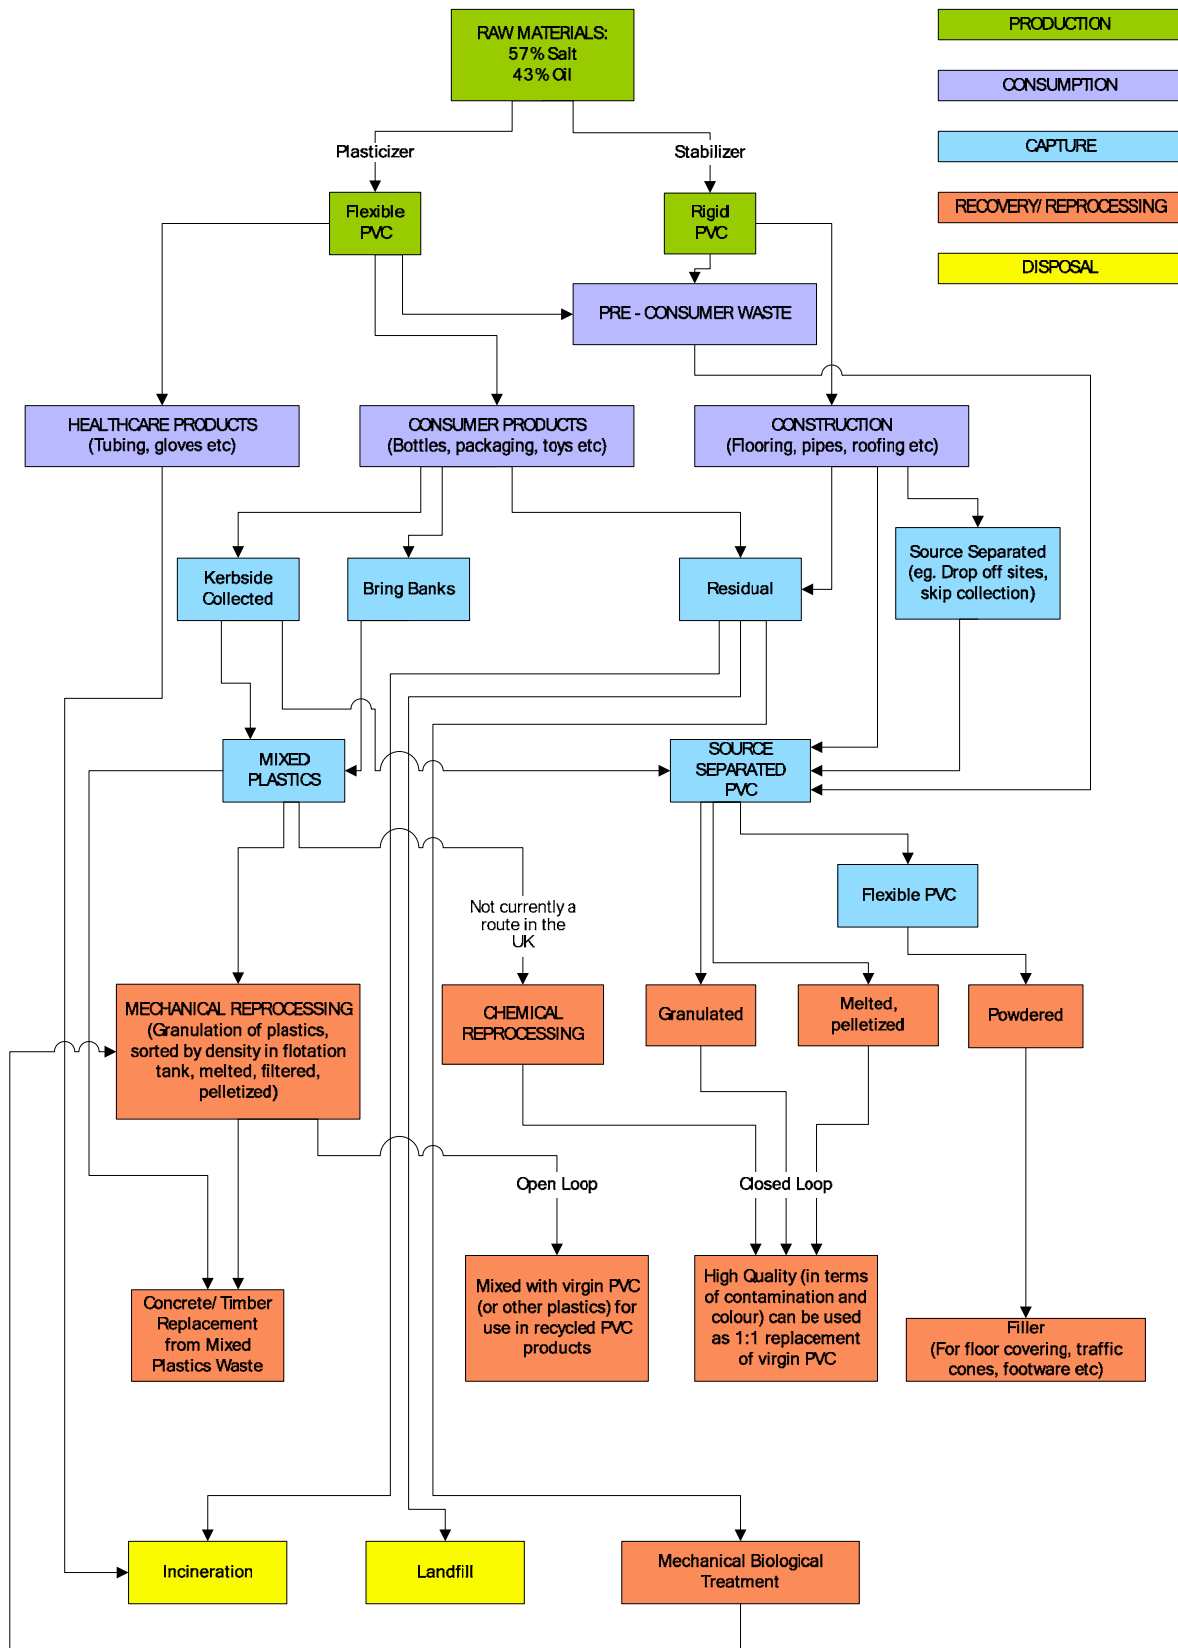 RAW MATERIALS:
57% Salt
43% Oil
PRODUCTION
CONSUMPTION
CAPTURE
RECOVERY/ REPROCESSING
DISPOSAL
Plasticizer
Stabilizer
Flexible
PVC
Rigid
PVC
PRE - CONSUMER WASTE
HEALTHCARE PRODUCTS
(Tubing, gloves etc)
CONSUMER PRODUCTS
(Bottles, packaging, toys etc)
CONSTRUCTION
(Flooring, pipes, roofing etc)
Kerbside
Collected
Bring Banks
Residual
Source Separated
(eg. Drop off sites,
skip collection)
MIXED
PLASTICS
SOURCE
SEPARATED
PVC
Flexible PVC
Not currently a
route in the
UK
MECHANICAL REPROCESSING
(Granulation of plastics,
sorted by density in flotation
tank, melted, filtered,
pelletized)
CHEMICAL
REPROCESSING
Granulated
Melted,
pelletized
Powdered
Open Loop
Closed Loop
Concrete/ Timber
Replacement
from Mixed
Plastics Waste
Mixed with virgin PVC
(or other plastics) for
use in recycled PVC
products
High Quality (in terms
of contamination and
colour) can be used
as 1:1 replacement
of virgin PVC
Filler
(For floor covering, traffic
cones, footware etc)
Incineration
Landfill
Mechanical Biological
Treatment